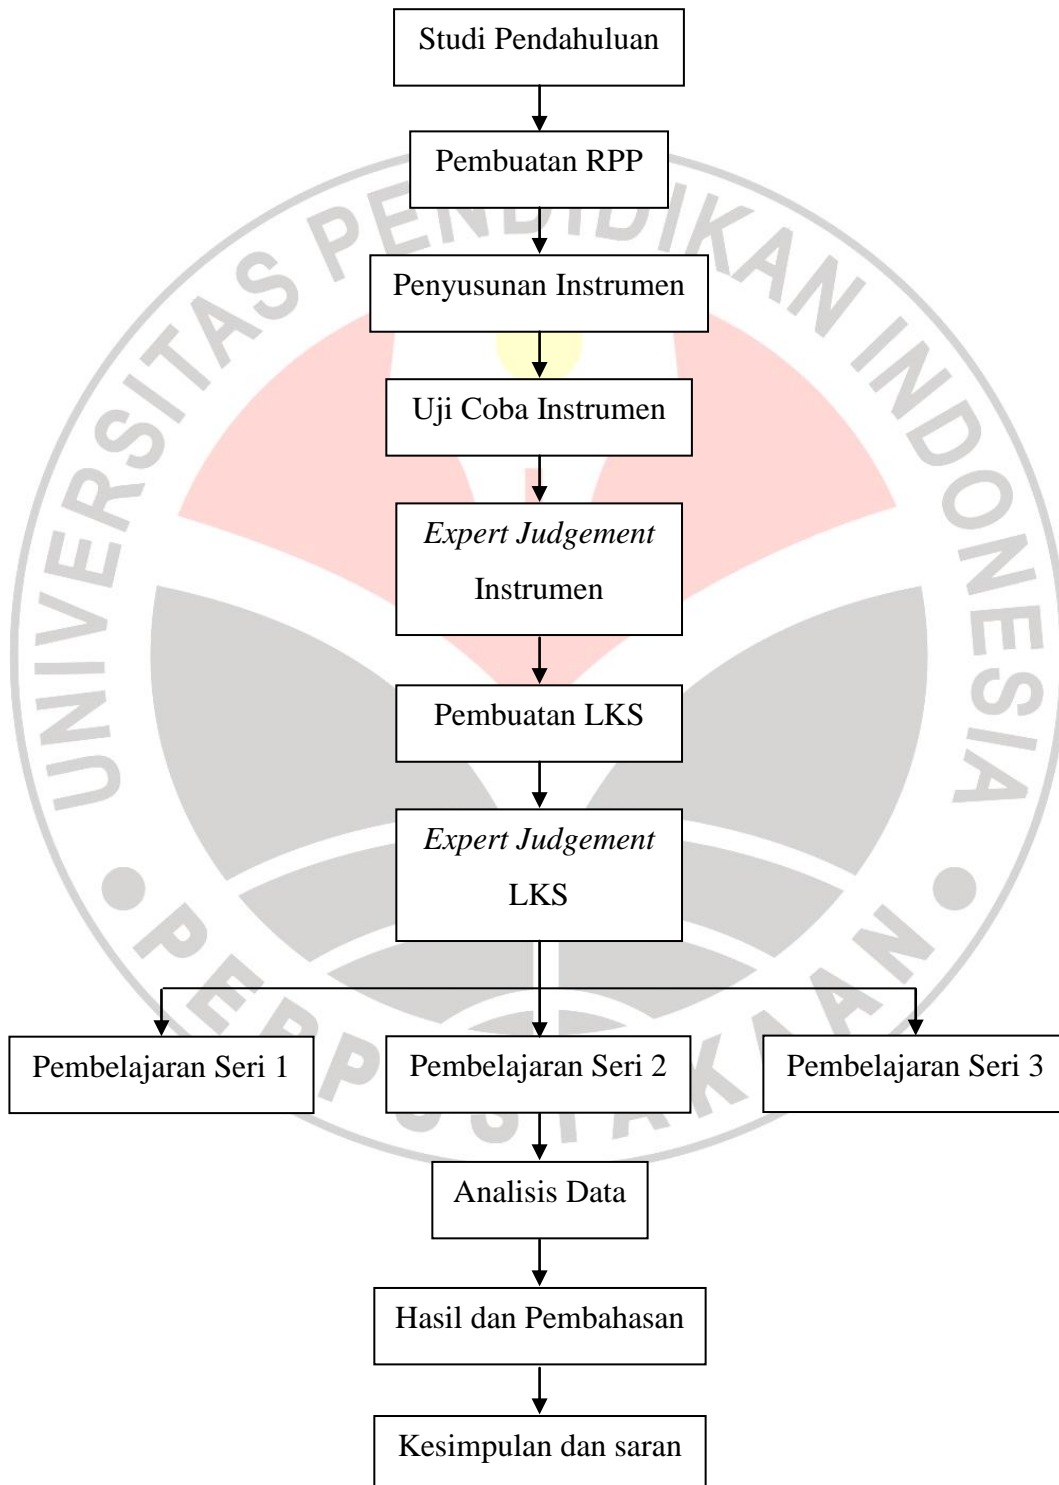 Studi Pendahuluan
Pembuatan RPP
Penyusunan Instrumen
Uji Coba Instrumen
Expert Judgement
Instrumen
Pembuatan LKS
Expert Judgement
LKS
Pembelajaran Seri 1
Pembelajaran Seri 2
Pembelajaran Seri 3
Analisis Data
Hasil dan Pembahasan
Kesimpulan dan saran
UNIVERSITAS PENDIDIKAN INDONESIA
PERPUSTAKAAN